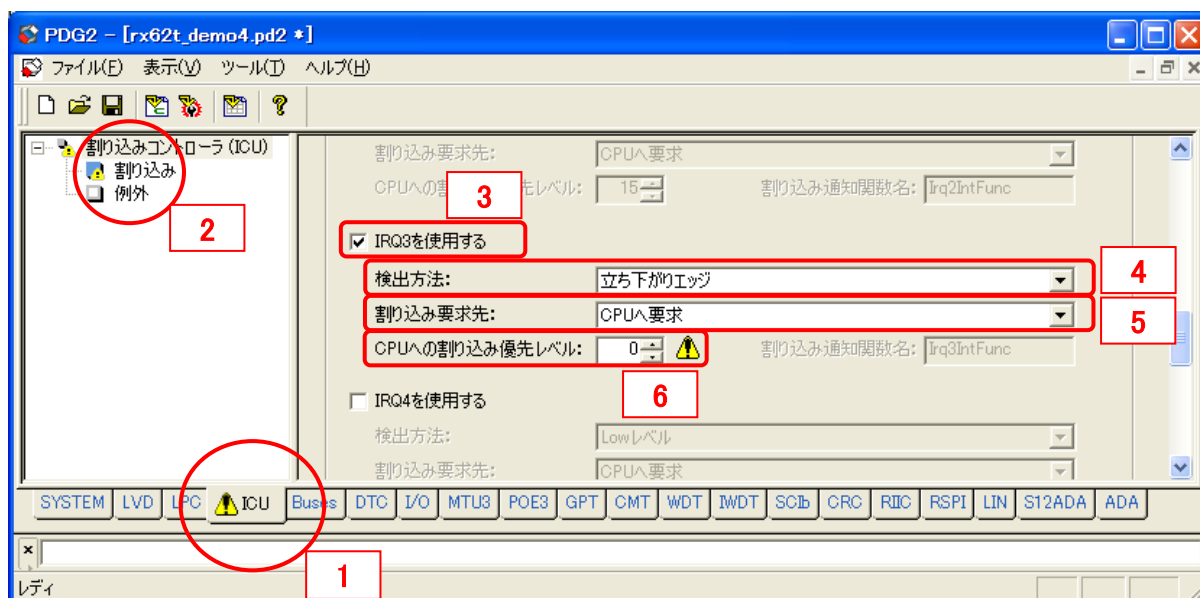 PDG2 - [rx62t_demo4.pd2 *]
ファイル(F) 表示(V) ツール(T) ヘルプ(H)
割り込みコントローラ (ICU)
割り込み
例外
2
割り込み要求先: CPUへ要求
CPUへの割 先レベル: 15 割り込み通知関数名: Irq2IntFunc
3
IRQ3を使用する
検出方法: 立ち下がりエッジ
4
割り込み要求先: CPUへ要求
5
CPUへの割り込み優先レベル: 0 割り込み通知関数名: Irq3IntFunc
6
IRQ4を使用する
検出方法: Lowレベル
割り込み要求先: CPUへ要求
SYSTEM LVD LPC ICU Buses DTC I/O MTU3 POE3 GPT CMT WDT IWDT SCIb CRC RIIC RSPI LIN S12ADA ADA
1
レディ